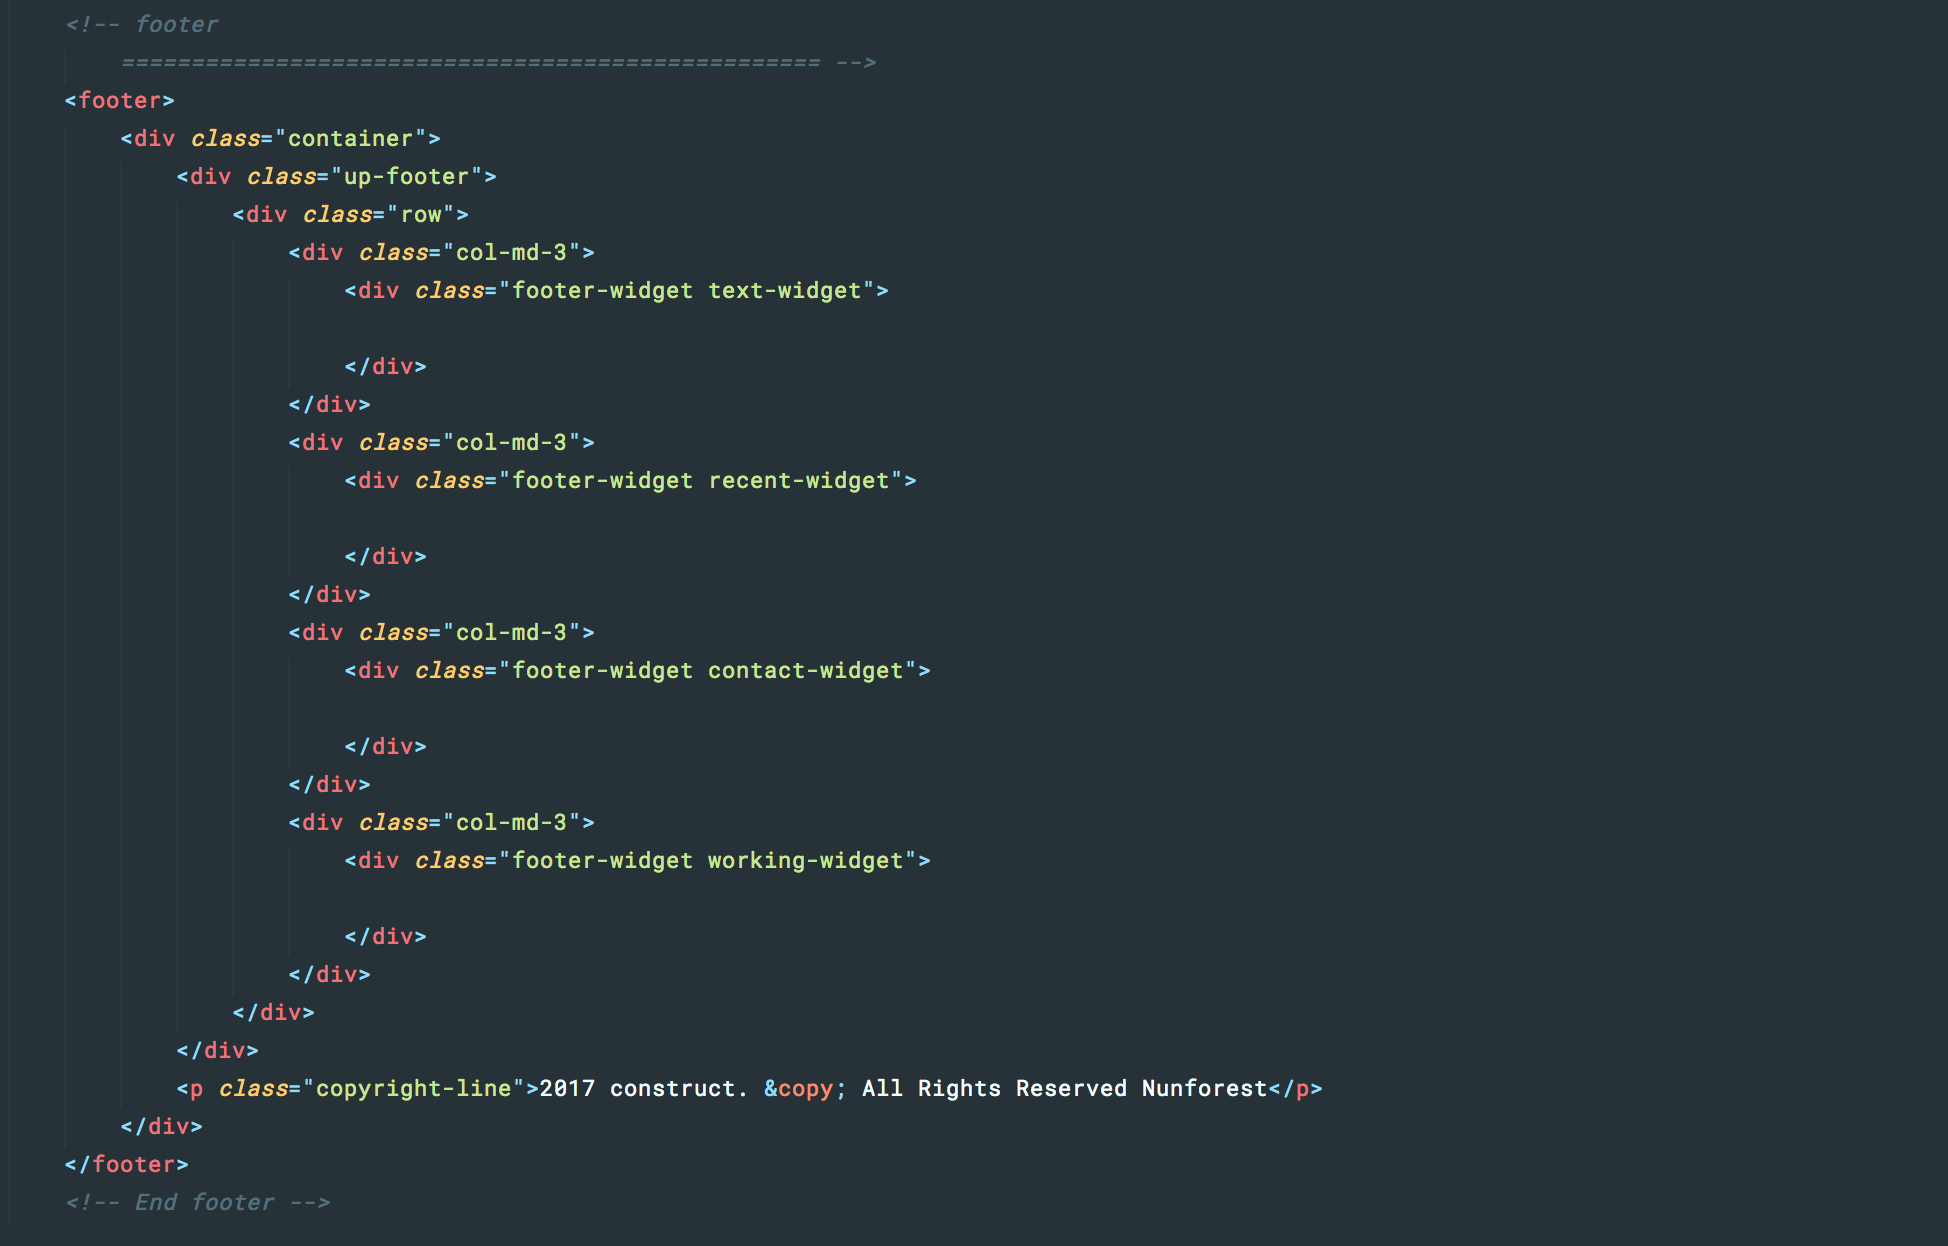 <!-- footer
================================================== -->
<footer>
<div class="container">
<div class="up-footer">
<div class="row">
<div class="col-md-3">
<div class="footer-widget text-widget">
</div>
</div>
<div class="col-md-3">
<div class="footer-widget recent-widget">
</div>
</div>
<div class="col-md-3">
<div class="footer-widget contact-widget">
</div>
</div>
<div class="col-md-3">
<div class="footer-widget working-widget">
</div>
</div>
</div>
</div>
<p class="copyright-line">2017 construct. &copy; All Rights Reserved Nunforest</p>
</div>
</footer>
<!-- End footer -->